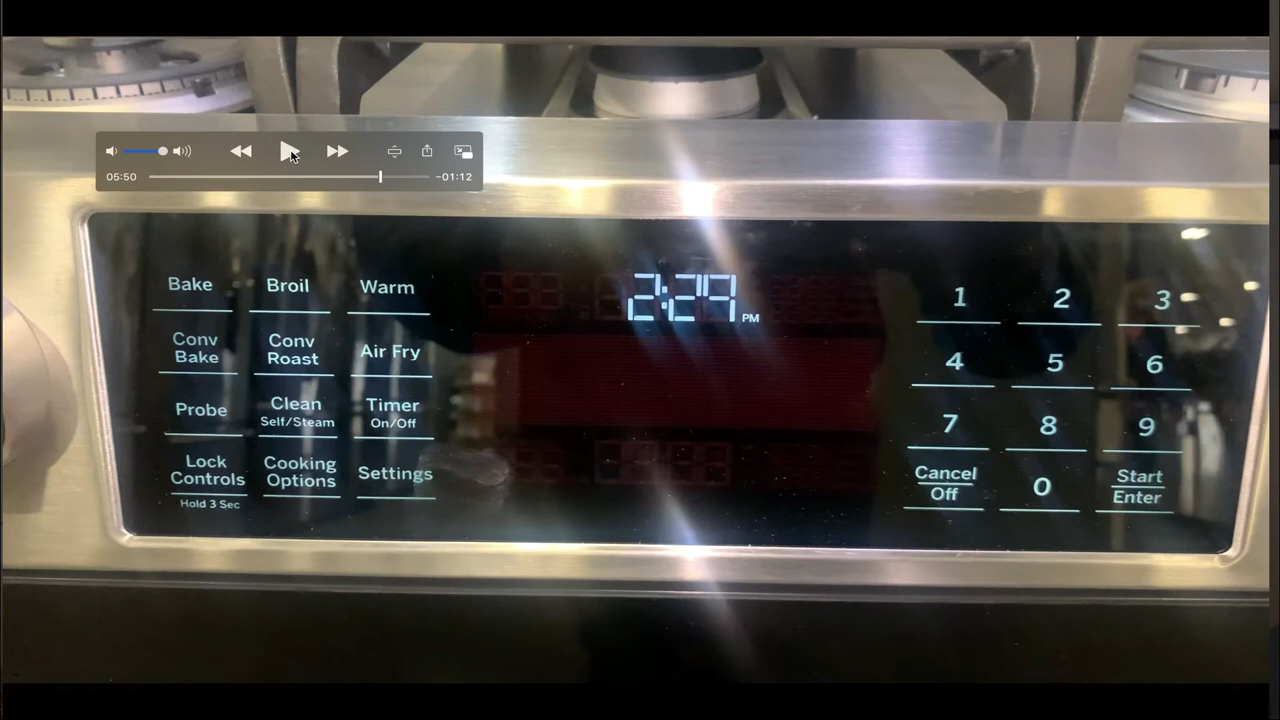 05:50
-01:12
2:29 PM
Bake
Broil
Warm
Conv
Bake
Conv
Roast
Air Fry
Probe
Clean
Self/Steam
Timer
On/Off
Lock
Controls
Hold 3 Sec
Cooking
Options
Settings
1
2
3
4
5
6
7
8
9
Cancel
Off
0
Start
Enter